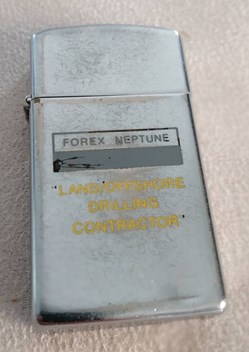 FOREX NEPTUNE
LAND/OFFSHORE
DRILLING
CONTRACTOR